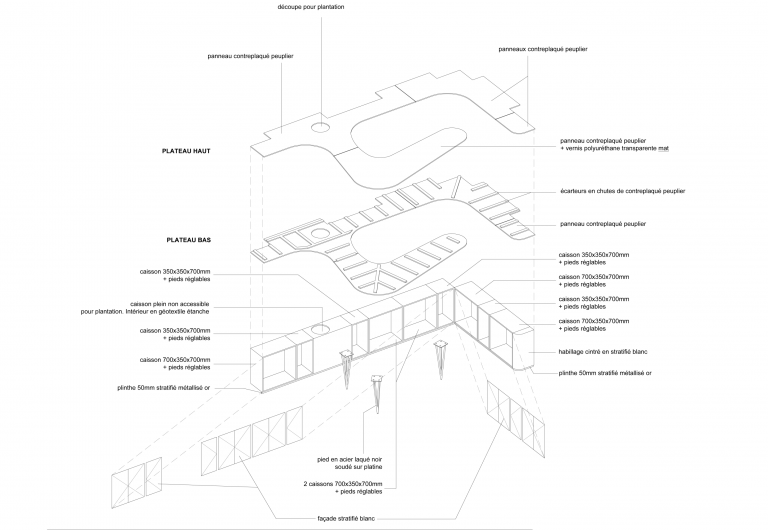 découpe pour plantation
panneau contreplaqué peuplier
panneaux contreplaqué peuplier
PLATEAU HAUT
panneau contreplaqué peuplier
+ vernis polyuréthane transparente mat
écarteurs en chutes de contreplaqué peuplier
panneau contreplaqué peuplier
PLATEAU BAS
caisson 350x350x700mm
+ pieds réglables
caisson 350x350x700mm
+ pieds réglables
caisson 700x350x700mm
+ pieds réglables
caisson plein non accessible
pour plantation. Intérieur en géotextile étanche
caisson 350x350x700mm
+ pieds réglables
caisson 350x350x700mm
+ pieds réglables
caisson 700x350x700mm
+ pieds réglables
caisson 700x350x700mm
+ pieds réglables
habillage cintré en stratifié blanc
plinthe 50mm stratifié métallisé or
plinthe 50mm stratifié métallisé or
pied en acier laqué noir
soudé sur platine
2 caissons 700x350x700mm
+ pieds réglables
façade stratifié blanc